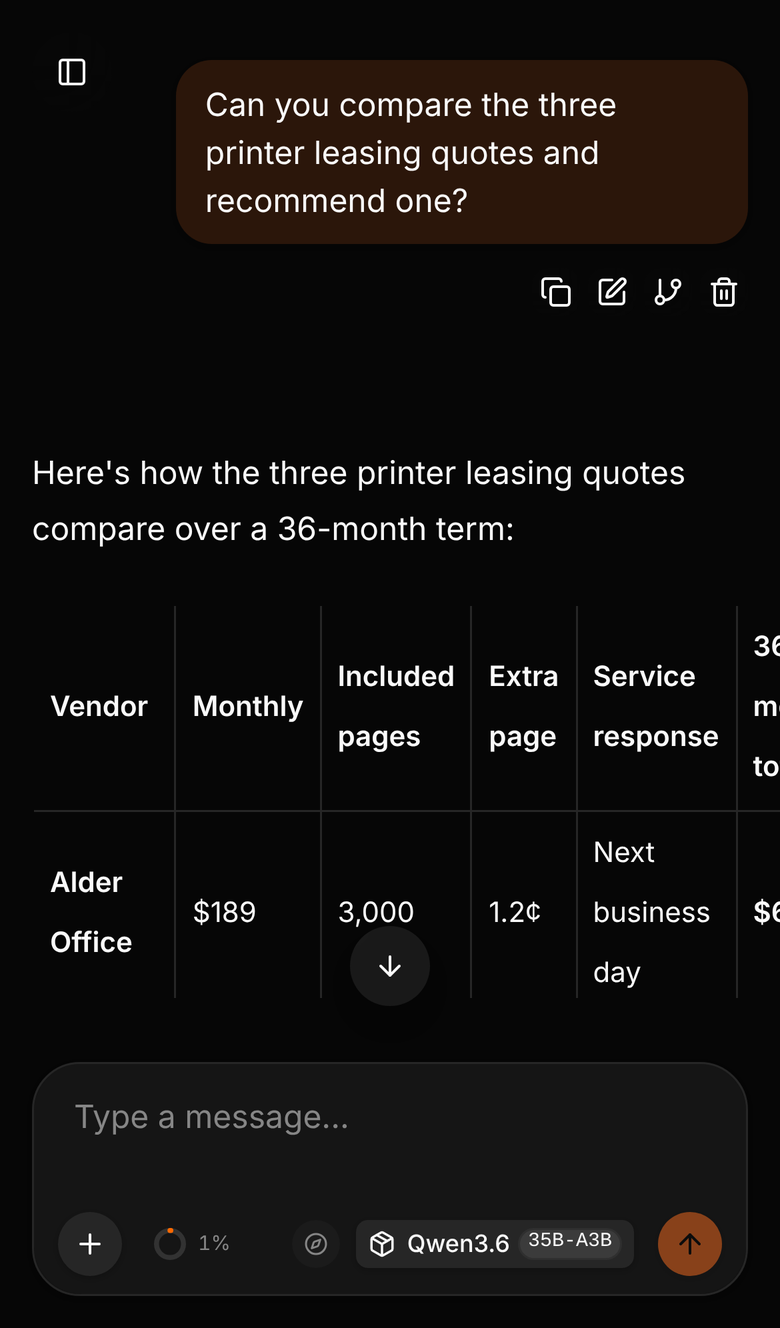 Can you compare the three
printer leasing quotes and
recommend one?
Here's how the three printer leasing quotes
compare over a 36-month term:
Vendor
Monthly
Included
pages
Extra
page
Service
response
36
Alder
Office
$189
3,000
1.2¢
Next
business
day
Type a message...
1%
Qwen3.6 35B-A3B